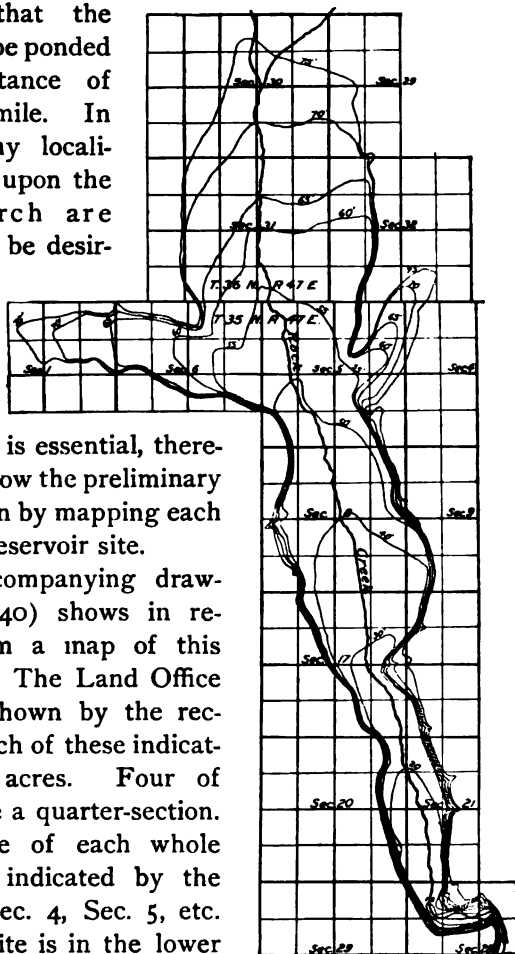 that the
be ponded
tance of
mile. In
ny locali-
upon the
rch are
be desir-
is essential, there-
ow the preliminary
n by mapping each
eservoir site.
companying draw-
40) shows in re-
m a map of this
The Land Office
hown by the rec-
ch of these indicat-
acres. Four of
e a quarter-section.
e of each whole
indicated by the
ec. 4, Sec. 5, etc.
ite is in the lower
30
Sec. 29
70'
65'
Sec. 31
40'
Sec. 32
T. 36 N. R 47 E.
T 35 N. R 47 E.
Rock
Sec. 1
Sec. 6
Sec. 5
Sec 4
Sec. 8
Sec 9
Creek
Sec. 17
Sec. 20
21
Sec. 29